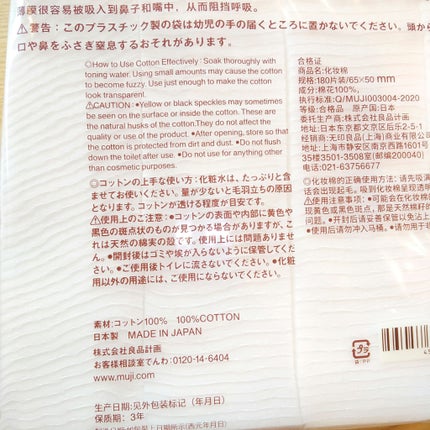 薄膜很容易被吸入到鼻子和嘴中，从而阻挡呼吸。
⚠警告：このプラスチック製の袋は幼児の手の届くところに置かないでください。頭から
口や鼻をふさぎ窒息するおそれがあります。
◎How to Use Cotton Effectively : Soak thoroughly with
toning water. Using small amounts may cause the cotton
to become fuzzy. Use just enough to make the cotton
look transparent.
⚠CAUTION: ●Yellow or black speckles may sometimes
be seen on the surface or inside the cotton. These are
the natural husks of the cotton.They do not affect the
quality or use of the product. ●After opening, store so that
the cotton is protected from dirt and dust. ●Do not flush
down the toilet after use. ●Do not use for anything other
than cosmetic purposes.
◎コットンの上手な使い方：化粧水は、たっぷりと含
ませてお使いください。量が少ないと毛羽立ちの原因
となります。コットンが透ける程度が目安です。
⚠使用上のご注意：●コットンの表面や内部に黄色や
黒色の斑点状のものが見つかる場合がありますが、こ
れは天然の綿実の殻です。使用には問題ありませ
ん。●開封後はゴミや埃が入らないように保管してくだ
さい。●ご使用後トイレに流さないでください。●化粧
用以外の用途には、ご使用にならないでください。
素材：コットン100% 100%COTTON
日本製 MADE IN JAPAN
株式会社良品計画
お客様相談室でんわ0120-14-6404
www.muji.com
生产日期：见外包装标记（年月日）
保质期：3年
合格证
商品名：化妆棉
规格：180片装/65×50 mm
成分：棉花100%
执行标准：Q/MUJI003004-2020
等级：合格品 原产国：日本
委托生产商：株式会社良品计画
地址：日本东京都文京区后乐2-5-1
经销商：无印良品（上海）商业有限公司
地址：上海市静安区南京西路1601号
35楼3501-3508室（邮编200040）
电话：021-63756677
◎化妆棉的正确使用方法：请吸
⚠使用注意事项：●可能会在化妆棉
现黄色或黑色斑点，那是天然棉籽
●开封后请妥善保管以免沾上
●使用后请勿冲入马桶。●请勿用于